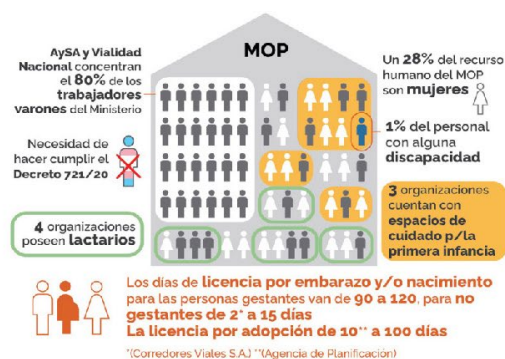 MOP
AySA y Vialidad
Nacional concentran
el 80% de los
trabajadores
varones del Ministerio
Un 28% del recurso
humano del MOP
son mujeres
Necesidad de
hacer cumplir el
Decreto 721/20
1% del personal
con alguna
discapacidad
4 organizaciones
poseen lactarios
3 organizaciones
cuentan con
espacios de
cuidado p/la
primera infancia
Los días de licencia por embarazo y/o nacimiento
para las personas gestantes van de 90 a 120, para no
gestantes de 2* a 15 días
La licencia por adopción de 10** a 100 días
*(Corredores Viales S.A.) **(Agencia de Planificación)